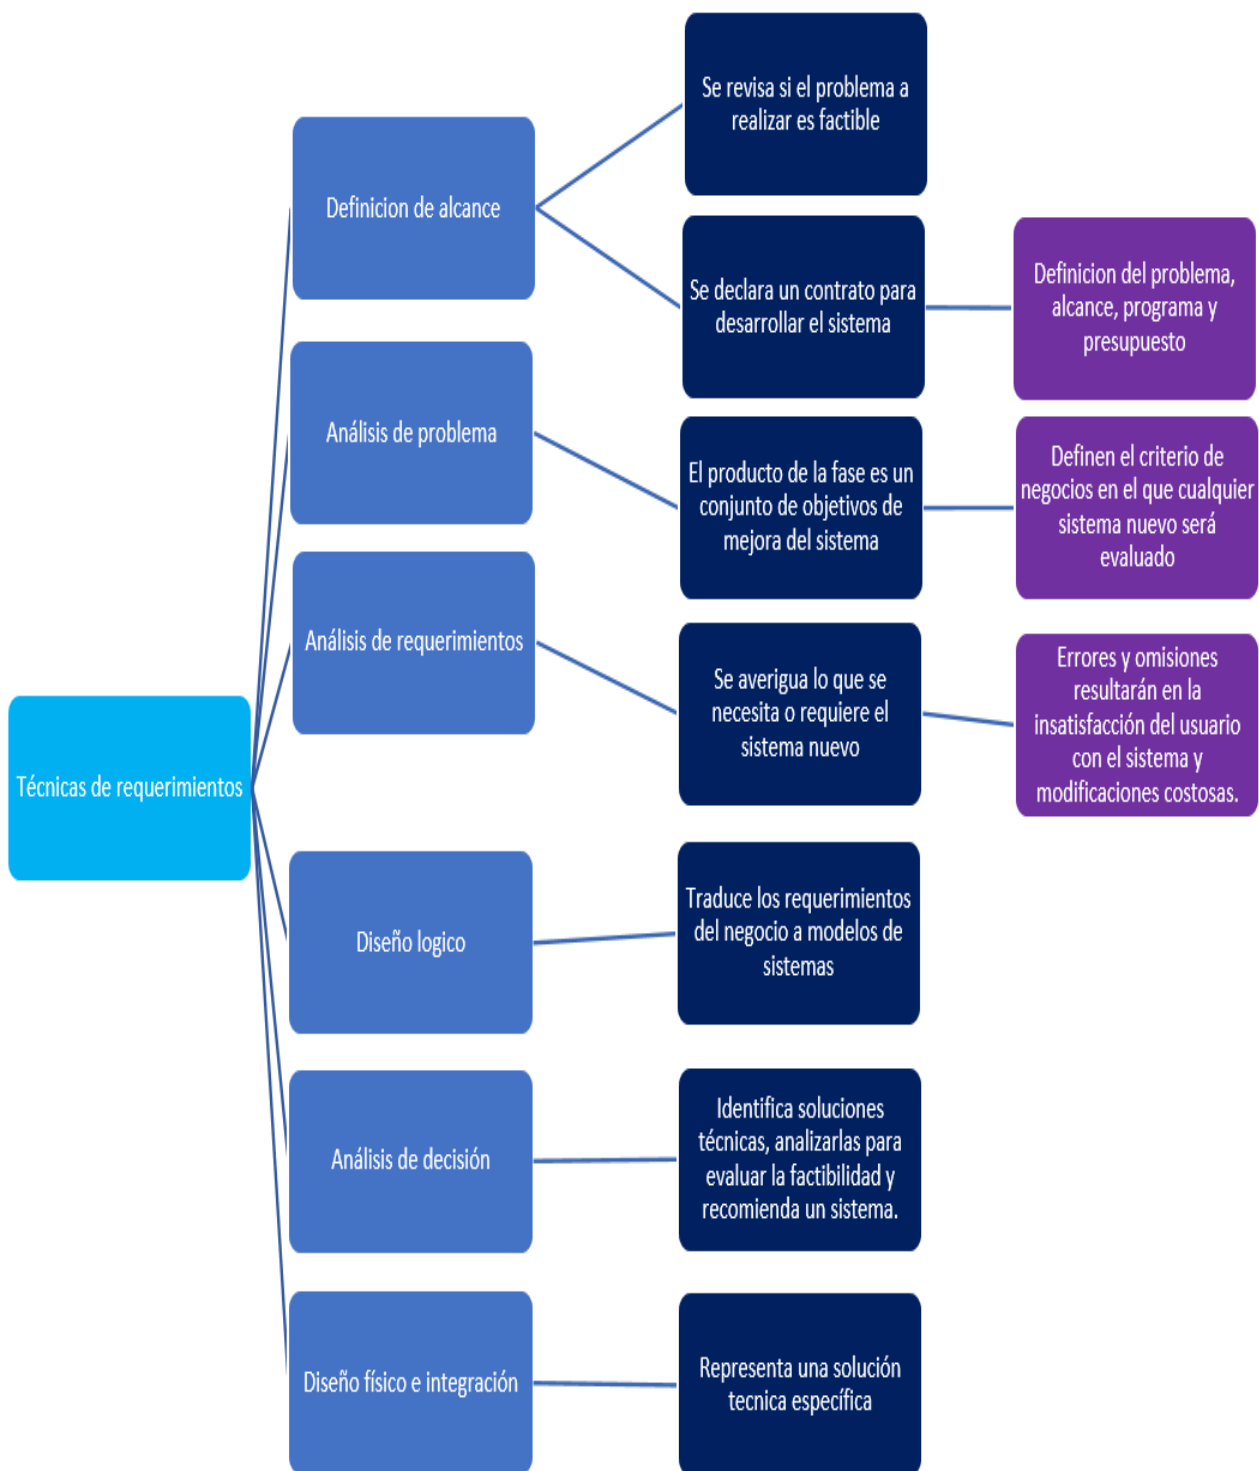 Se revisa si el problema a
realizar es factible
Definicion de alcance
Se declara un contrato para
desarrollar el sistema
Definicion del problema,
alcance, programa y
presupuesto
Análisis de problema
El producto de la fase es un
conjunto de objetivos de
mejora del sistema
Definen el criterio de
negocios en el que cualquier
sistema nuevo será
evaluado
Análisis de requerimientos
Se averigua lo que se
necesita o requiere el
sistema nuevo
Errores y omisiones
resultarán en la
insatisfacción del usuario
con el sistema y
modificaciones costosas.
Técnicas de requerimientos
Diseño logico
Traduce los requerimientos
del negocio a modelos de
sistemas
Análisis de decisión
Identifica soluciones
técnicas, analizarlas para
evaluar la factibilidad y
recomienda un sistema.
Diseño físico e integración
Representa una solución
tecnica específica